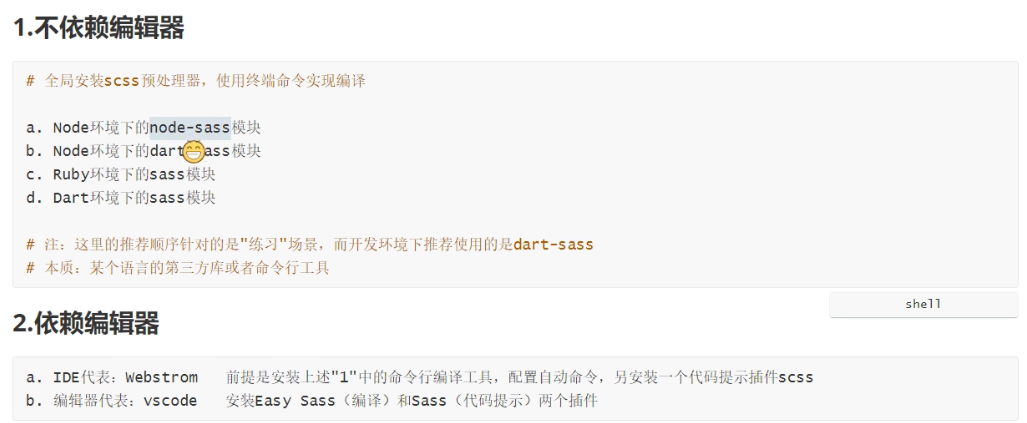 1.不依赖编辑器
# 全局安装scss预处理器，使用终端命令实现编译
a. Node环境下的node-sass模块
b. Node环境下的dart ass模块
c. Ruby环境下的sass模块
d. Dart环境下的sass模块
# 注：这里的推荐顺序针对的是"练习"场景，而开发环境下推荐使用的是dart-sass
# 本质：某个语言的第三方库或者命令行工具
shell
2.依赖编辑器
a. IDE代表：Webstrom 前提是安装上述"1"中的命令行编译工具，配置自动命令，另安装一个代码提示插件scss
b. 编辑器代表：vscode 安装Easy Sass（编译）和Sass（代码提示）两个插件